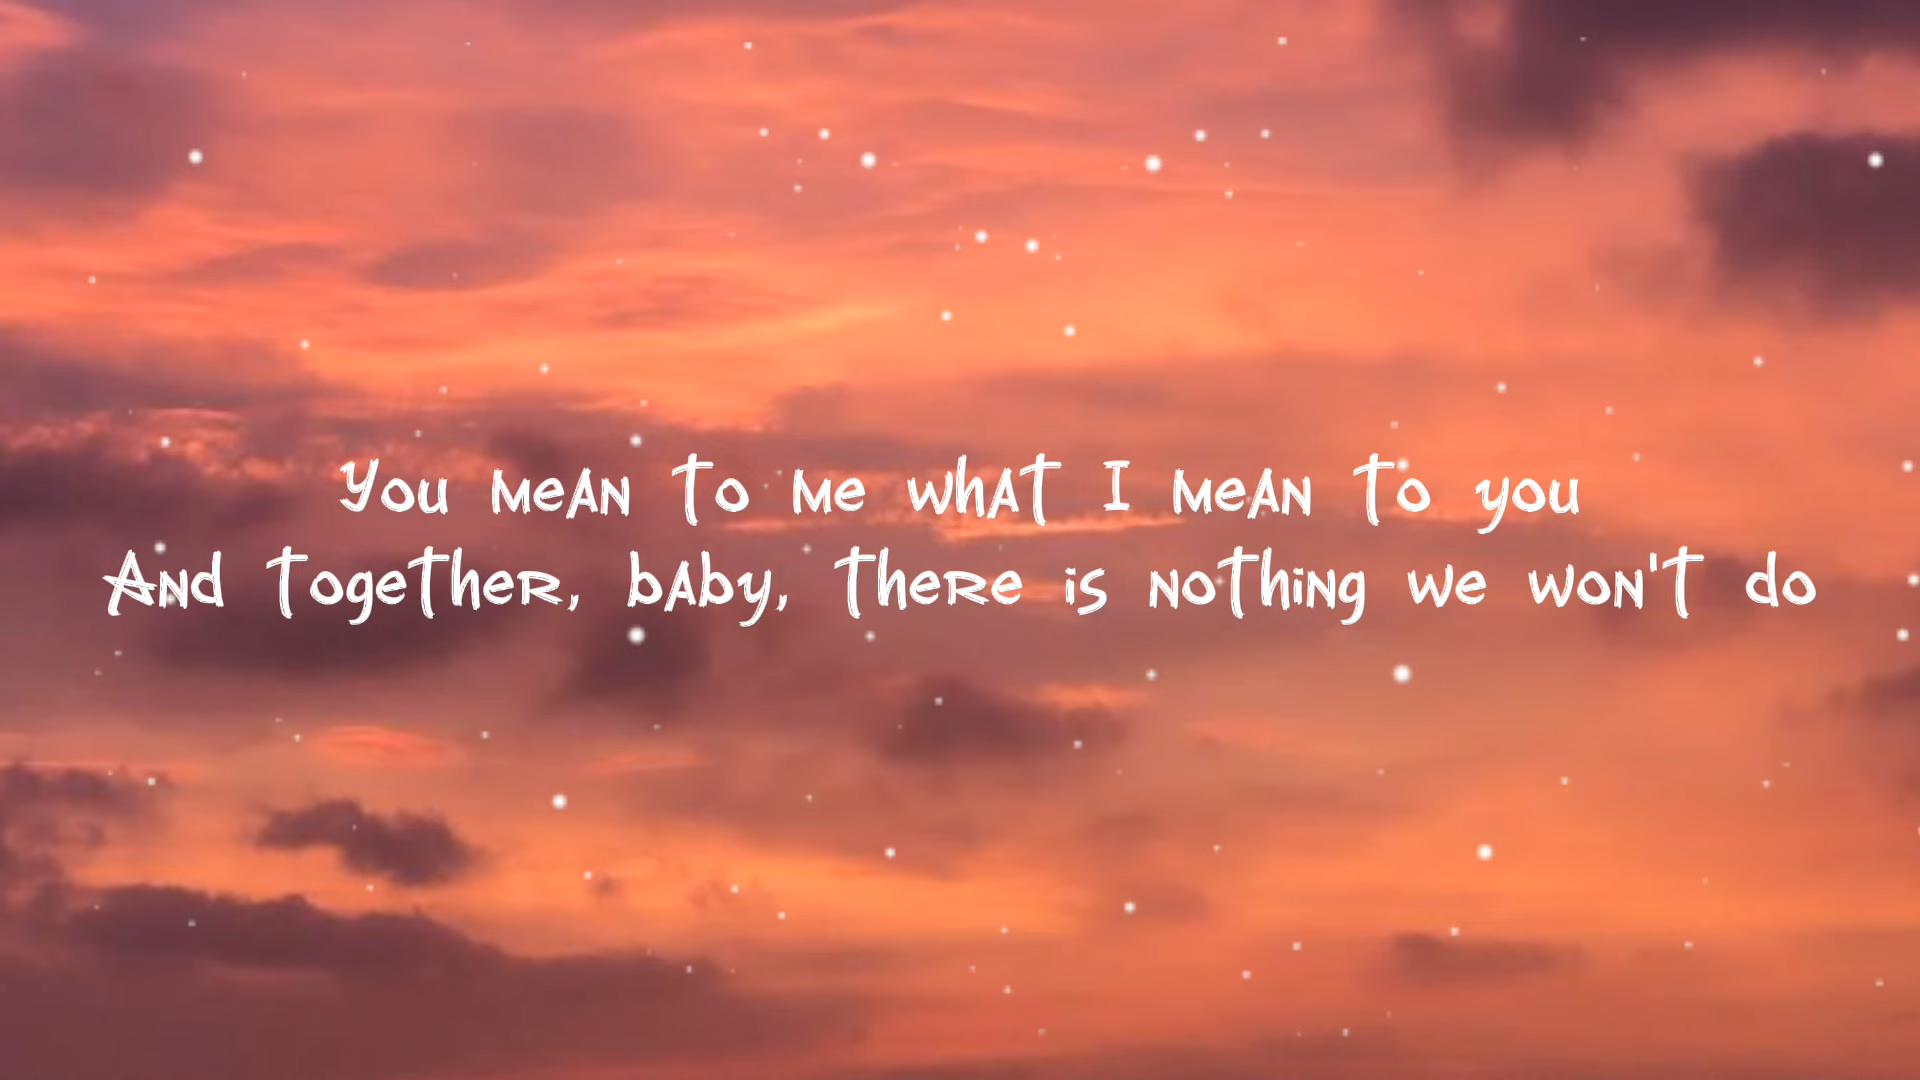 You mean to me what I mean to you
And together, baby, there is nothing we won't do